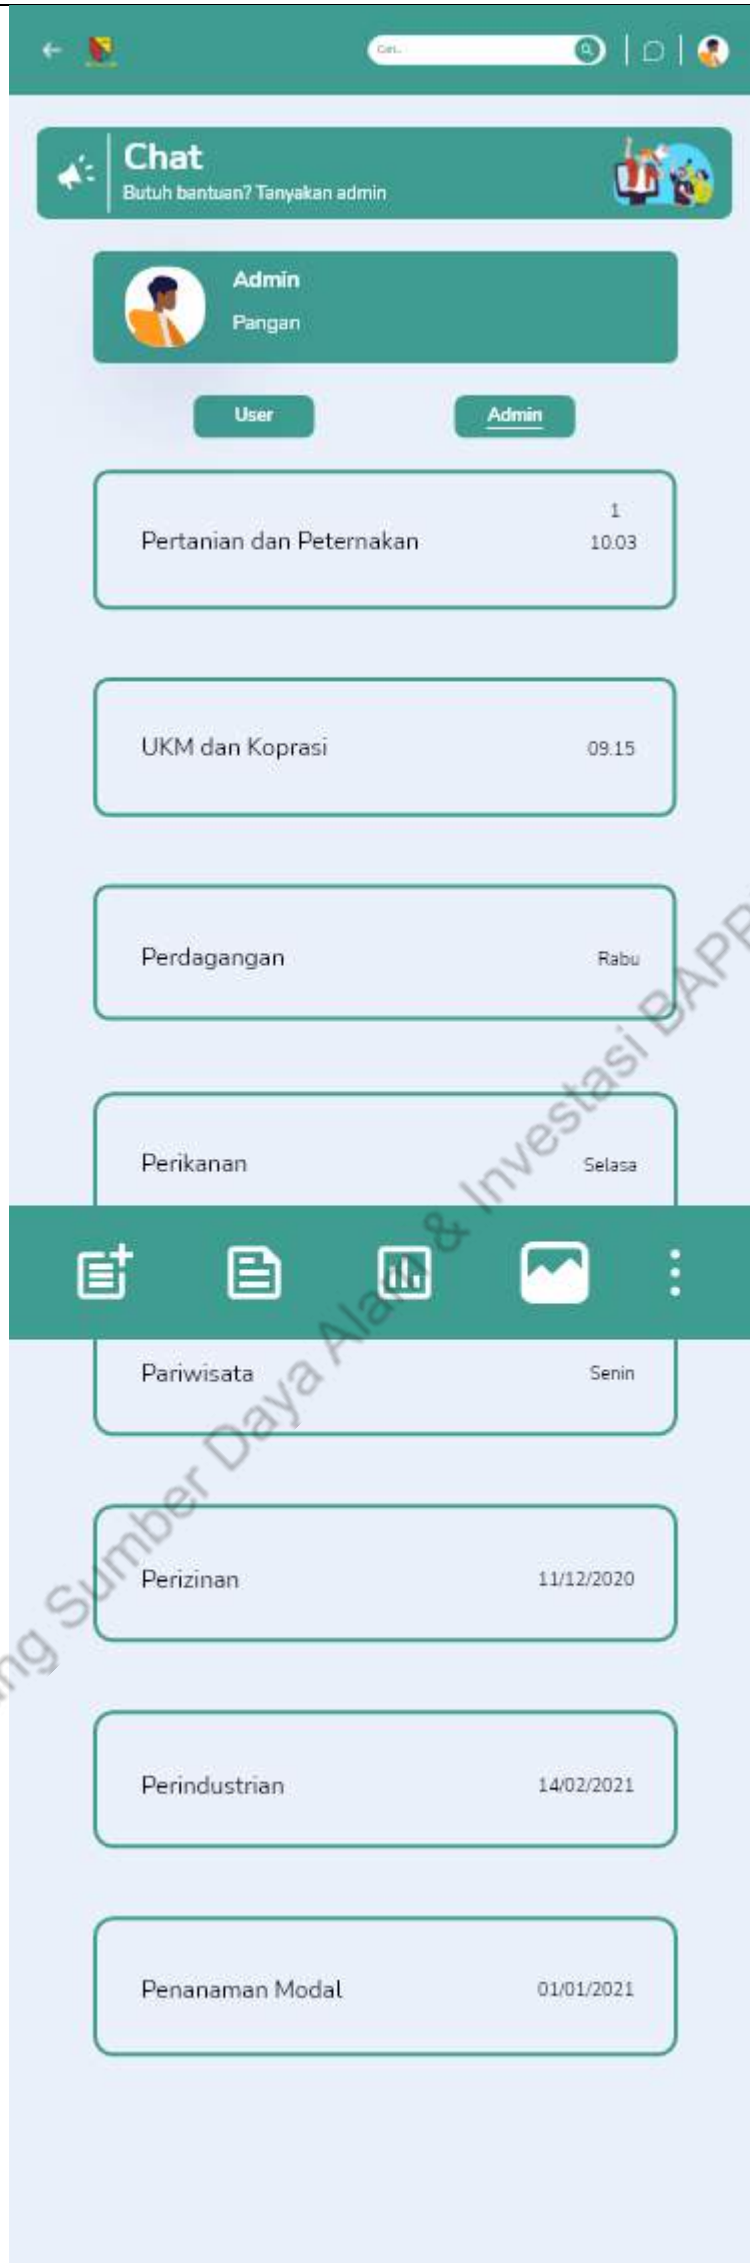 Cari...
Chat
Butuh bantuan? Tanyakan admin
Admin
Pangan
User
Admin
1
Pertanian dan Peternakan 10.03
UKM dan Koprasi 09.15
Perdagangan Rabu
Perikanan Selasa
Pariwisata Senin
Perizinan 11/12/2020
Perindustrian 14/02/2021
Penanaman Modal 01/01/2021
Sumber Daya Alam & Investasi